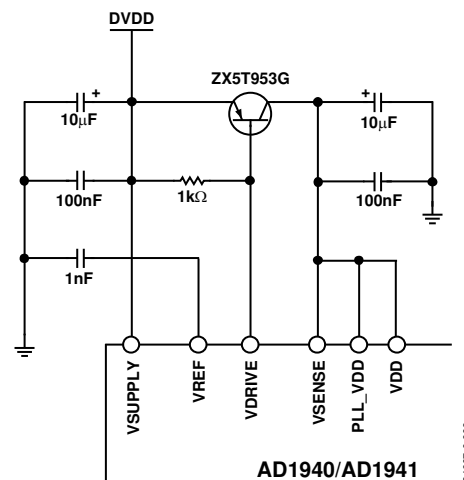 DVDD
ZX5T953G
+
10μF
+
10μF
100nF
1kΩ
100nF
1nF
VSUPPLY
VREF
VDRIVE
VSENSE
PLL_VDD
VDD
AD1940/AD1941